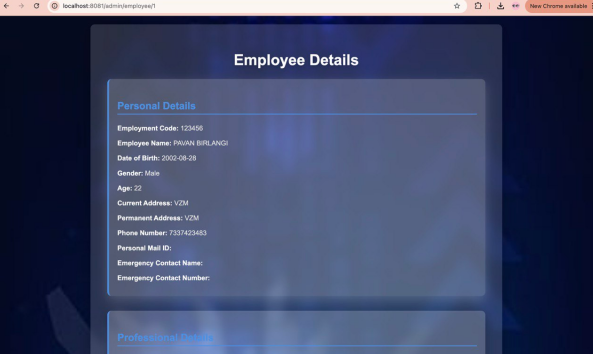 localhost:8081/admin/employee/1
New Chrome available
Employee Details
Personal Details
Employment Code: 123456
Employee Name: PAVAN BIRLANGI
Date of Birth: 2002-08-28
Gender: Male
Age: 22
Current Address: VZM
Permanent Address: VZM
Phone Number: 7337423463
Personal Mail ID:
Emergency Contact Name:
Emergency Contact Number:
Professional Details